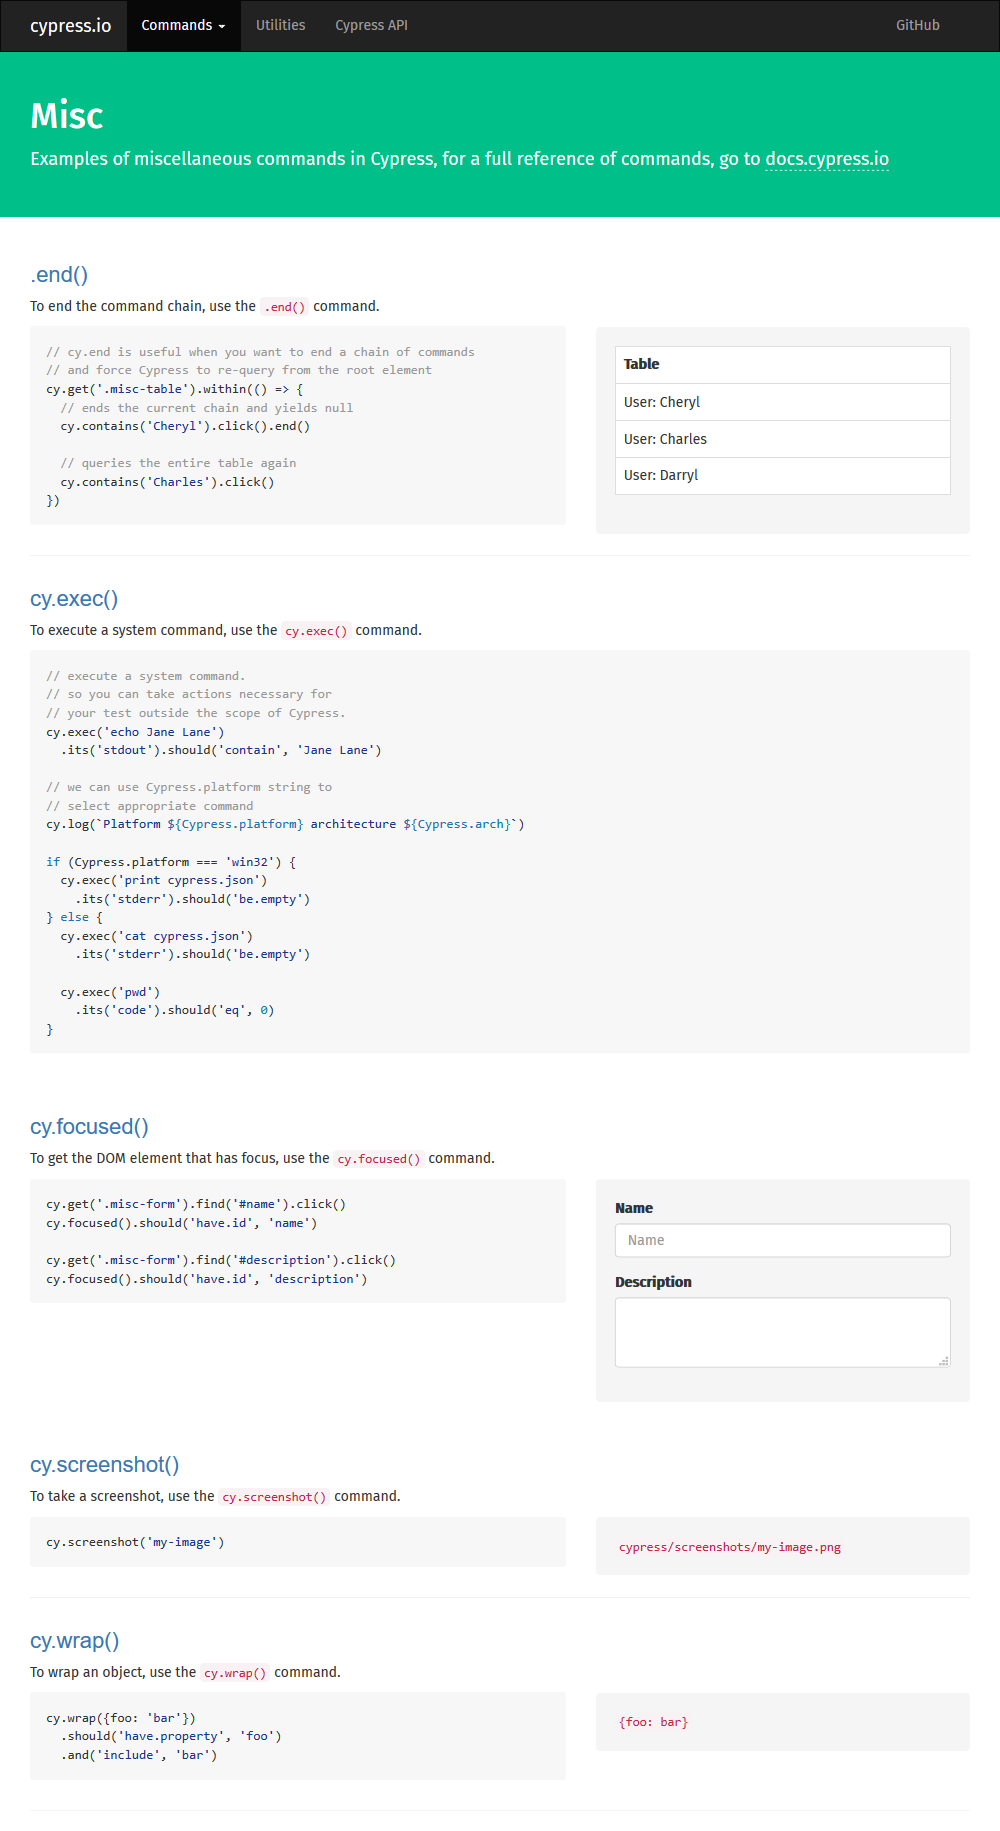 cypress.io Commands Utilities Cypress API GitHub
Misc
Examples of miscellaneous commands in Cypress, for a full reference of commands, go to docs.cypress.io
.end()
To end the command chain, use the .end() command.
// cy.end is useful when you want to end a chain of commands
// and force Cypress to re-query from the root element
cy.get('.misc-table').within(() => {
  // ends the current chain and yields null
  cy.contains('Cheryl').click().end()
  // queries the entire table again
  cy.contains('Charles').click()
})
Table
User: Cheryl
User: Charles
User: Darryl
cy.exec()
To execute a system command, use the cy.exec() command.
// execute a system command.
// so you can take actions necessary for
// your test outside the scope of Cypress.
cy.exec('echo Jane Lane')
  .its('stdout').should('contain', 'Jane Lane')
// we can use Cypress.platform string to
// select appropriate command
cy.log(`Platform ${Cypress.platform} architecture ${Cypress.arch}`)
if (Cypress.platform === 'win32') {
  cy.exec('print cypress.json')
    .its('stderr').should('be.empty')
} else {
  cy.exec('cat cypress.json')
    .its('stderr').should('be.empty')
  cy.exec('pwd')
    .its('code').should('eq', 0)
}
cy.focused()
To get the DOM element that has focus, use the cy.focused() command.
cy.get('.misc-form').find('#name').click()
cy.focused().should('have.id', 'name')
cy.get('.misc-form').find('#description').click()
cy.focused().should('have.id', 'description')
Name
Name
Description
cy.screenshot()
To take a screenshot, use the cy.screenshot() command.
cy.screenshot('my-image')
cypress/screenshots/my-image.png
cy.wrap()
To wrap an object, use the cy.wrap() command.
cy.wrap({foo: 'bar'})
  .should('have.property', 'foo')
  .and('include', 'bar')
{foo: bar}